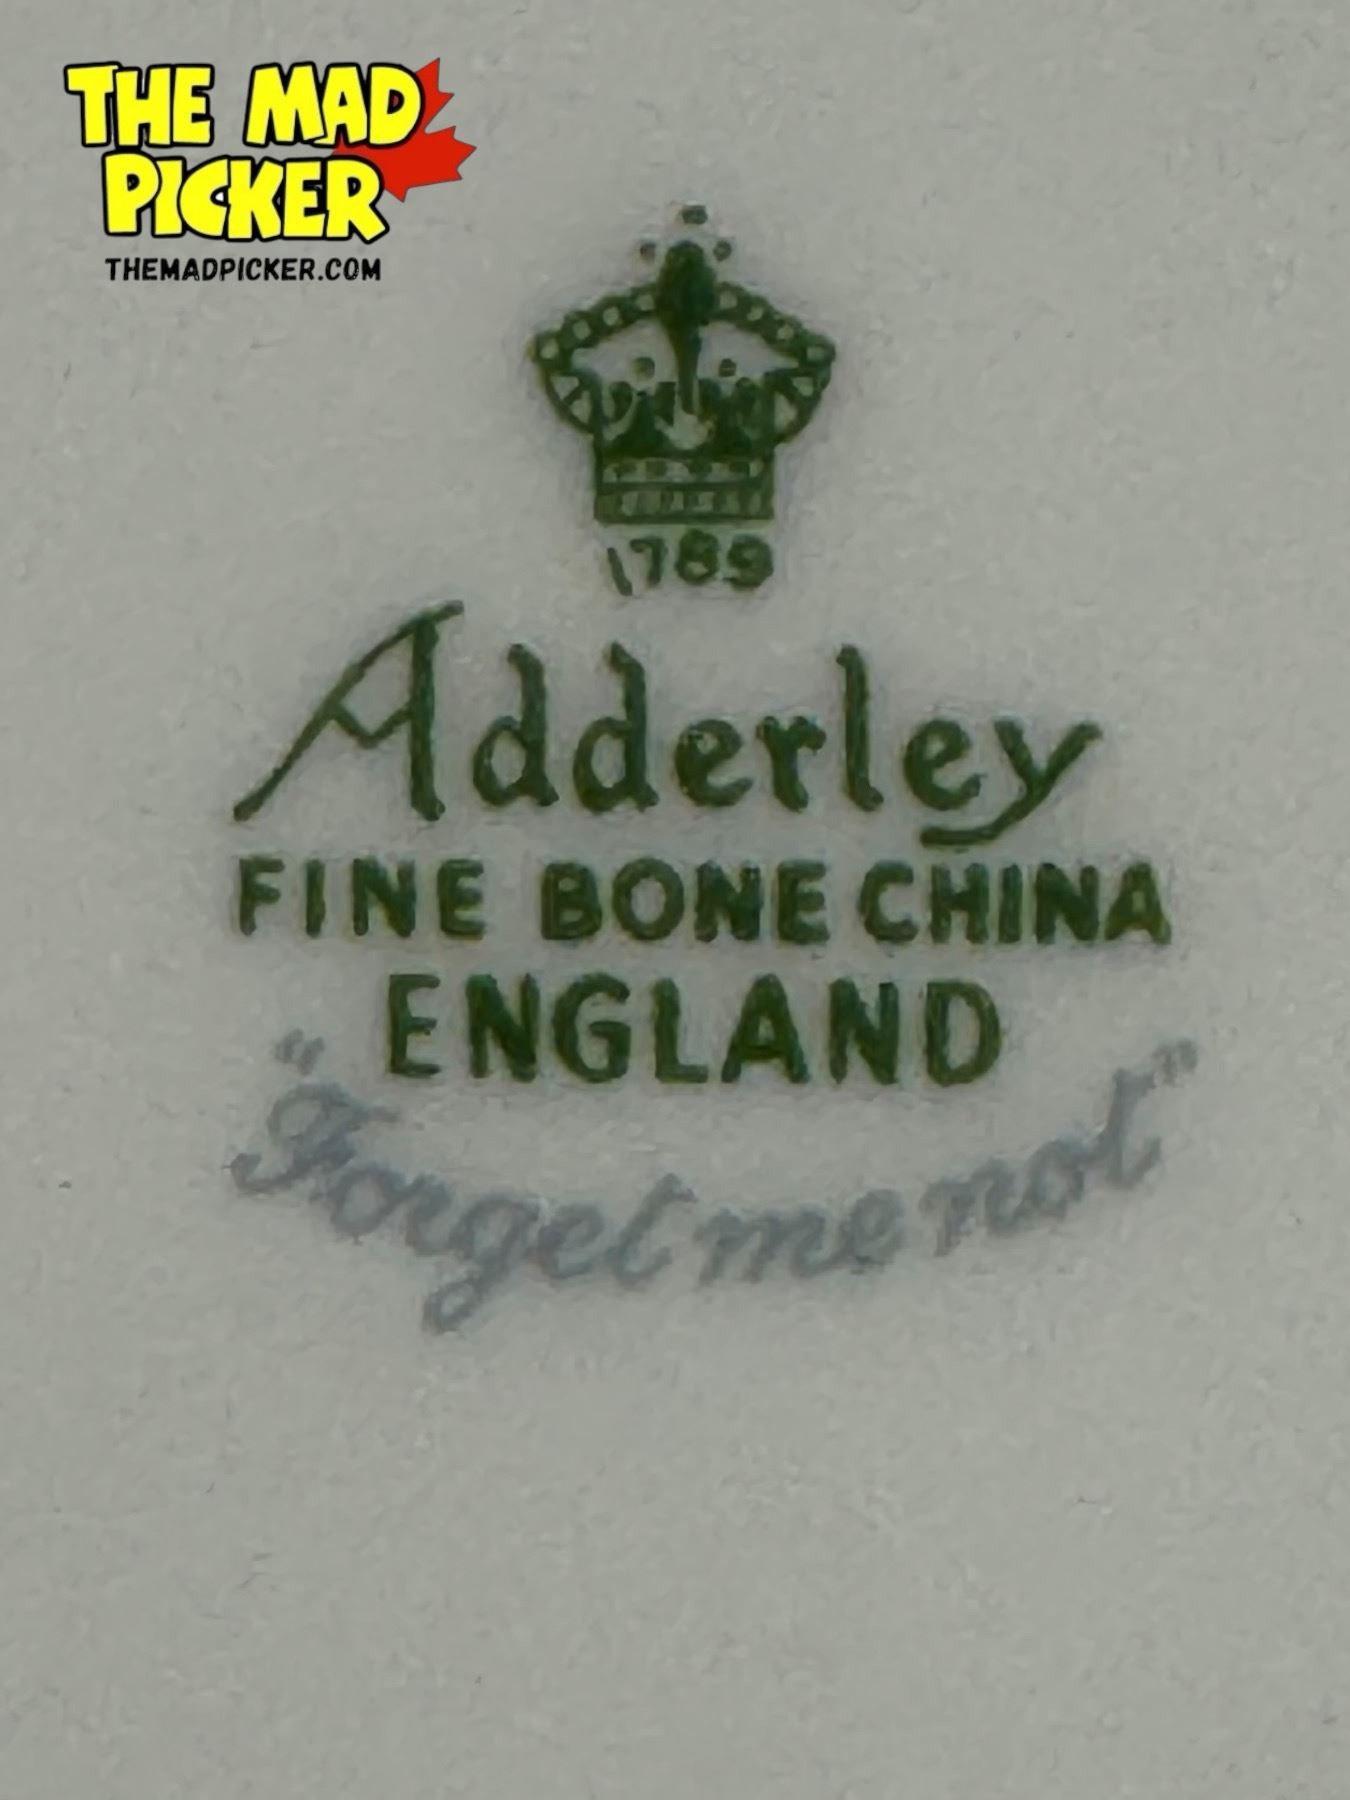 THE MAD
PICKER
THEMADPICKER.COM
1789
Adderley
FINE BONE CHINA
ENGLAND
"Forget me not"